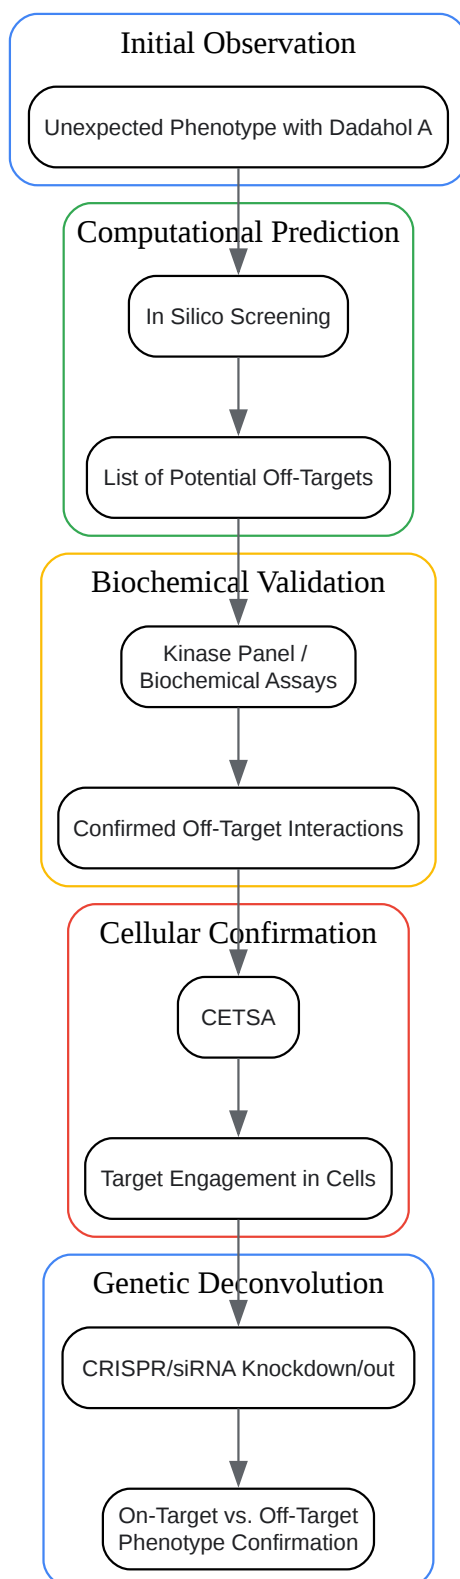 Initial Observation
Unexpected Phenotype with Dadahol A
Computational Prediction
In Silico Screening
List of Potential Off-Targets
Biochemical Validation
Kinase Panel /
Biochemical Assays
Confirmed Off-Target Interactions
Cellular Confirmation
CETSA
Target Engagement in Cells
Genetic Deconvolution
CRISPR/siRNA Knockdown/out
On-Target vs. Off-Target
Phenotype Confirmation